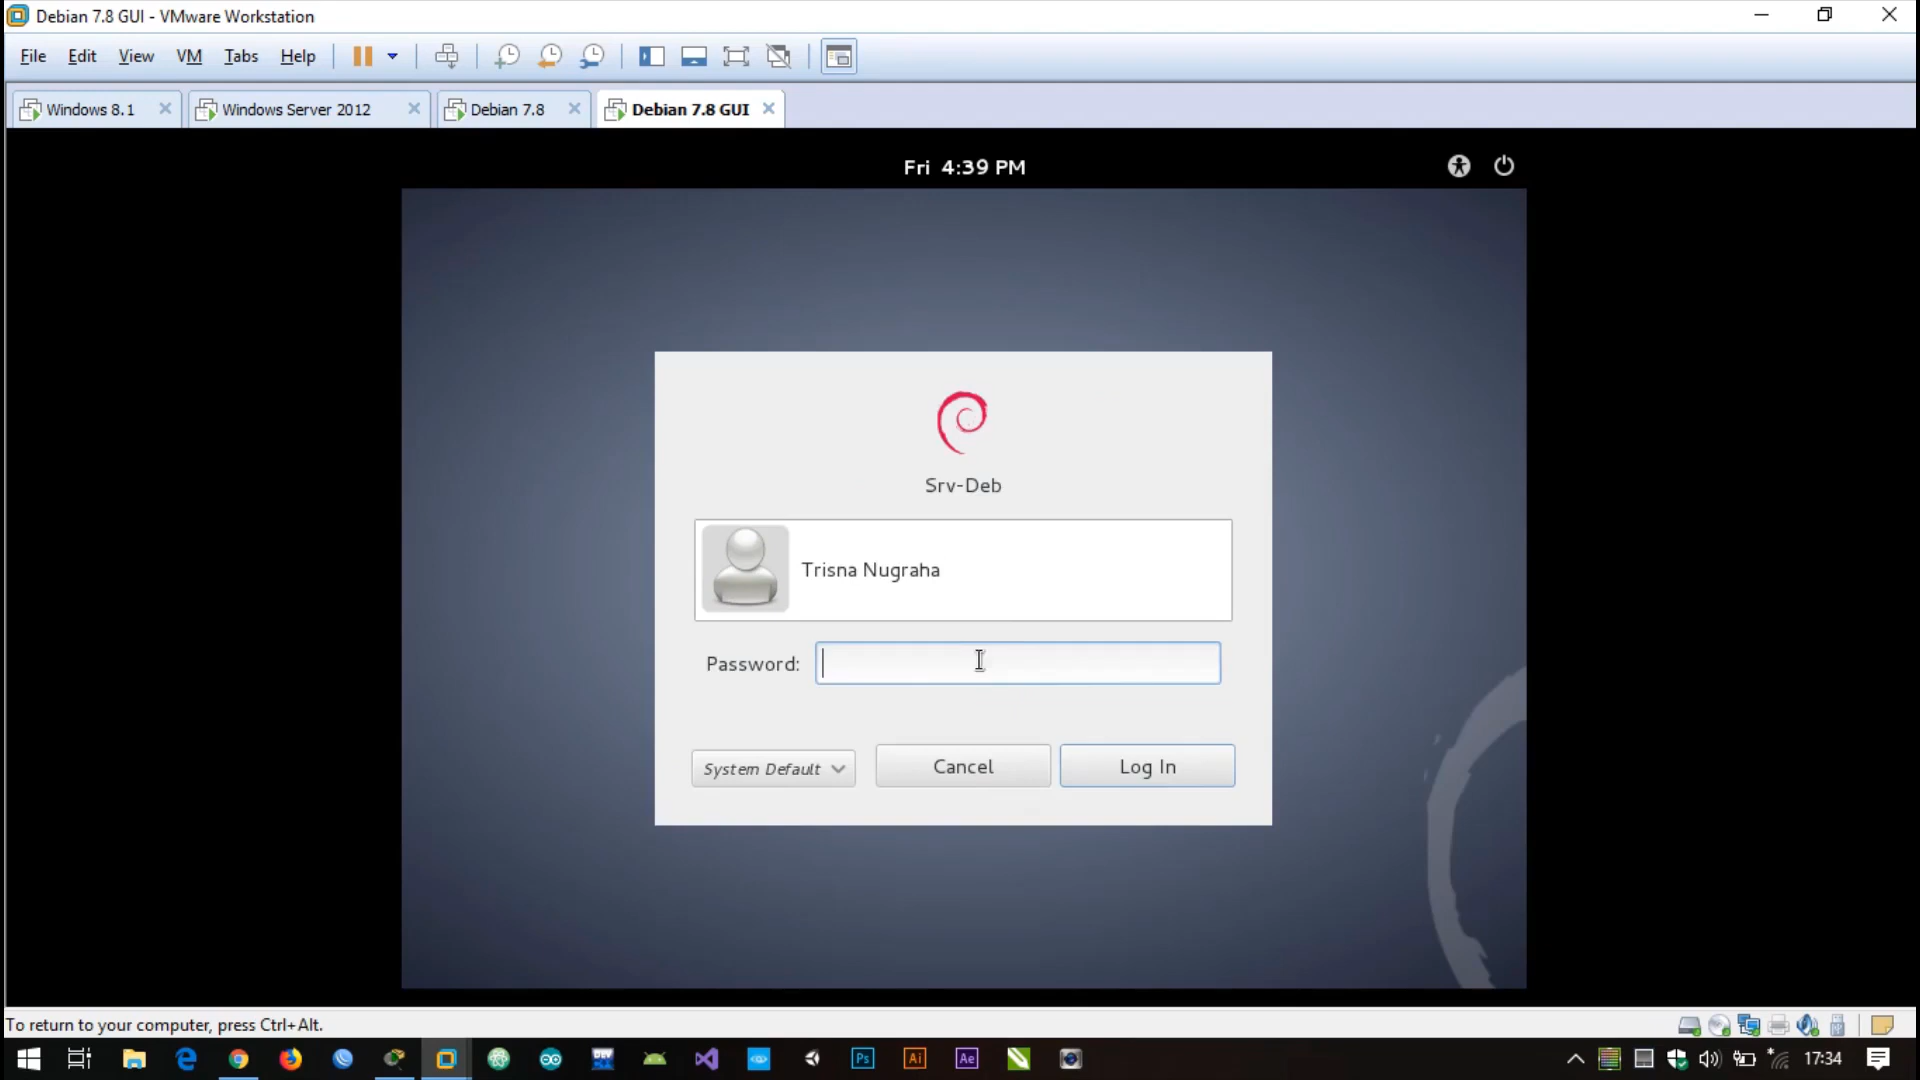 Debian 7.8 GUI - VMware Workstation
File Edit View VM Tabs Help
Windows 8.1 Windows Server 2012 Debian 7.8 Debian 7.8 GUI
Fri 4:39 PM
Srv-Deb
Trisna Nugraha
Password:
System Default Cancel Log In
To return to your computer, press Ctrl+Alt.
DEV Ps Ai Ae 17:34